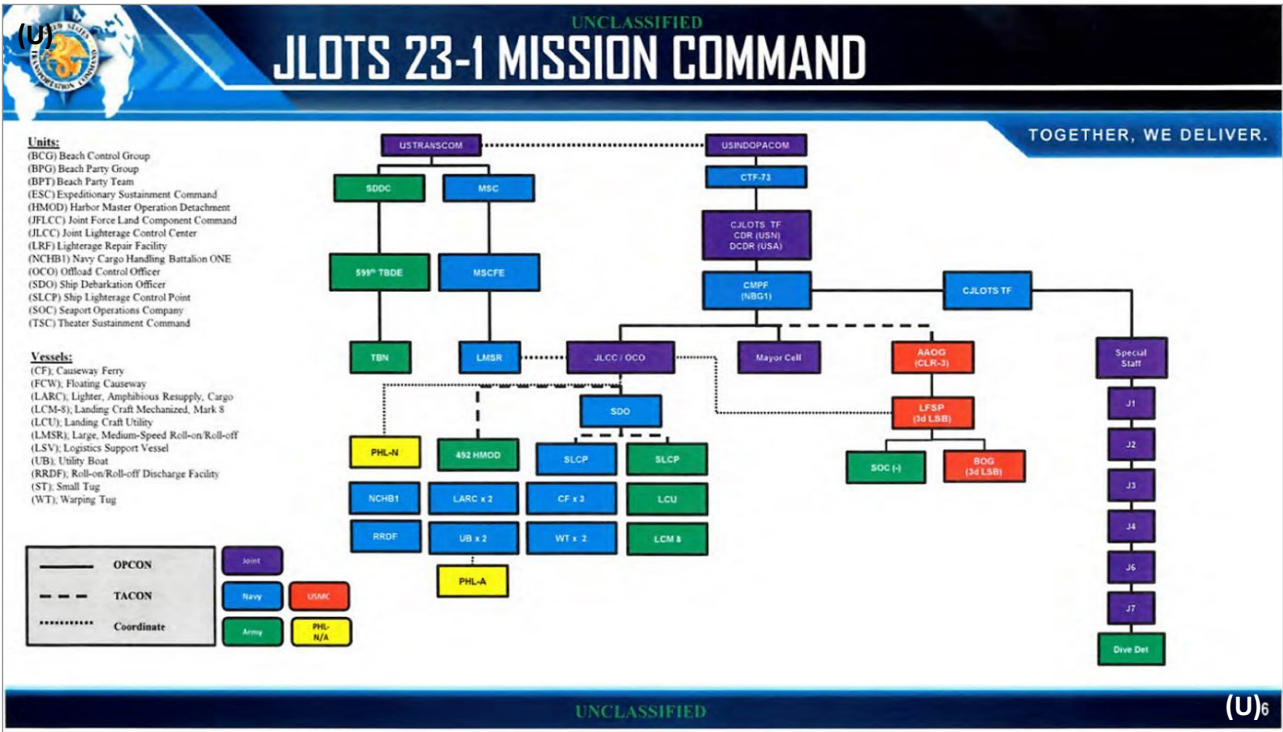 (U)
UNCLASSIFIED
JLOTS 23-1 MISSION COMMAND
TOGETHER, WE DELIVER.
Units:
(BCG) Beach Control Group
(BPG) Beach Party Group
(BPT) Beach Party Team
(ESC) Expeditionary Sustainment Command
(HMOD) Harbor Master Operation Detachment
(JFLCC) Joint Force Land Component Command
(JLCC) Joint Lighterage Control Center
(LRF) Lighterage Repair Facility
(NCHB1) Navy Cargo Handling Battalion ONE
(OCO) Offload Control Officer
(SDO) Ship Debarkation Officer
(SLCP) Ship Lighterage Control Point
(SOC) Seaport Operations Company
(TSC) Theater Sustainment Command
Vessels:
(CF); Causeway Ferry
(FCW); Floating Causeway
(LARC); Lighter, Amphibious Resupply, Cargo
(LCM-8); Landing Craft Mechanized, Mark 8
(LCU); Landing Craft Utility
(LMSR); Large, Medium-Speed Roll-on/Roll-off
(LSV); Logistics Support Vessel
(UB); Utility Boat
(RRDF); Roll-on/Roll-off Discharge Facility
(ST); Small Tug
(WT); Warping Tug
OPCON
TACON
Coordinate
Joint
Navy
USMC
Army
PHL-
N/A
USTRANSCOM
USINDOPACOM
SDDC
MSC
CTF-73
CJLOTS TF
CDR (USN)
DCDR (USA)
599th TBDE
MSCFE
CMPF
(NBG1)
CJLOTS TF
TBN
LMSR
JLCC / OCO
Mayor Cell
AAOG
(CLR-3)
Special
Staff
SDO
LFSP
(3d LSB)
J1
PHL-N
492 HMOD
SLCP
SLCP
SOC (-)
BOG
(3d LSB)
J2
NCHB1
LARC x 2
CF x 3
LCU
J3
RRDF
UB x 2
WT x 2
LCM 8
J4
PHL-A
J6
J7
Dive Det
UNCLASSIFIED
(U)6